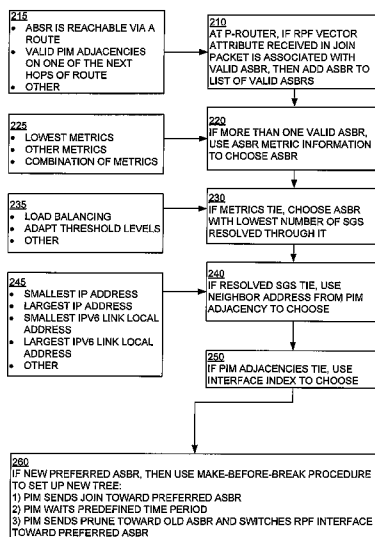 215
• ABSR IS REACHABLE VIA A
ROUTE
• VALID PIM ADJACENCIES
ON ONE OF THE NEXT
HOPS OF ROUTE
• OTHER
210
AT P-ROUTER, IF RPF VECTOR
ATTRIBUTE RECEIVED IN JOIN
PACKET IS ASSOCIATED WITH
VALID ASBR, THEN ADD ASBR TO
LIST OF VALID ASBRS
225
• LOWEST METRICS
• OTHER METRICS
• COMBINATION OF METRICS
220
IF MORE THAN ONE VALID ASBR,
USE ASBR METRIC INFORMATION
TO CHOOSE ASBR
235
• LOAD BALANCING
• ADAPT THRESHOLD LEVELS
• OTHER
230
IF METRICS TIE, CHOOSE ASBR
WITH LOWEST NUMBER OF SGS
RESOLVED THROUGH IT
245
• SMALLEST IP ADDRESS
• LARGEST IP ADDRESS
• SMALLEST IPV6 LINK LOCAL
ADDRESS
• LARGEST IPV6 LINK LOCAL
ADDRESS
• OTHER
240
IF RESOLVED SGS TIE, USE
NEIGHBOR ADDRESS FROM PIM
ADJACENCY TO CHOOSE
250
IF PIM ADJACENCIES TIE, USE
INTERFACE INDEX TO CHOOSE
260
IF NEW PREFERRED ASBR, THEN USE MAKE-BEFORE-BREAK PROCEDURE
TO SET UP NEW TREE:
1) PIM SENDS JOIN TOWARD PREFERRED ASBR
2) PIM WAITS PREDEFINED TIME PERIOD
3) PIM SENDS PRUNE TOWARD OLD ASBR AND SWITCHES RPF INTERFACE
TOWARD PREFERRED ASBR